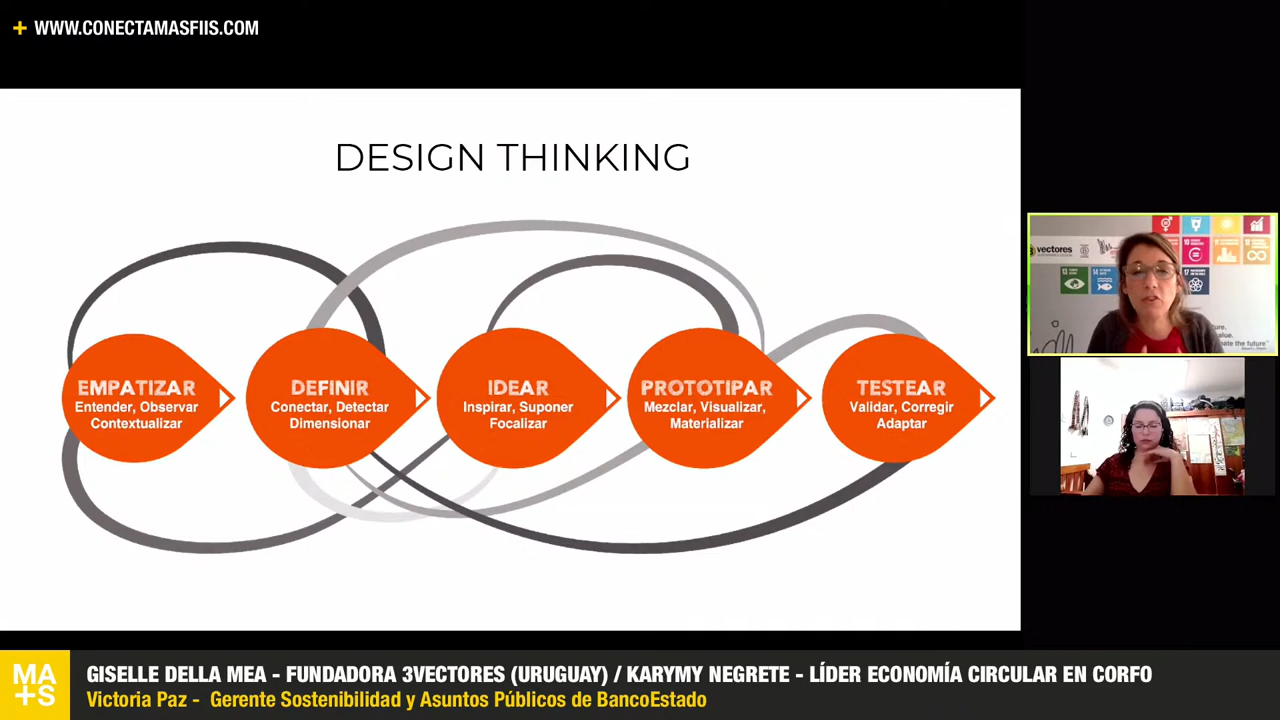 + WWW.CONECTAMASFIIS.COM
DESIGN THINKING
EMPATIZAR
Entender, Observar
Contextualizar
DEFINIR
Conectar, Detectar
Dimensionar
IDEAR
Inspirar, Suponer
Focalizar
PROTOTIPAR
Mezclar, Visualizar,
Materializar
TESTEAR
Validar, Corregir
Adaptar
vectores
MA+S
GISELLE DELLA MEA - FUNDADORA 3VECTORES (URUGUAY) / KARYMY NEGRETE - LÍDER ECONOMÍA CIRCULAR EN CORFO
Victoria Paz - Gerente Sostenibilidad y Asuntos Públicos de BancoEstado